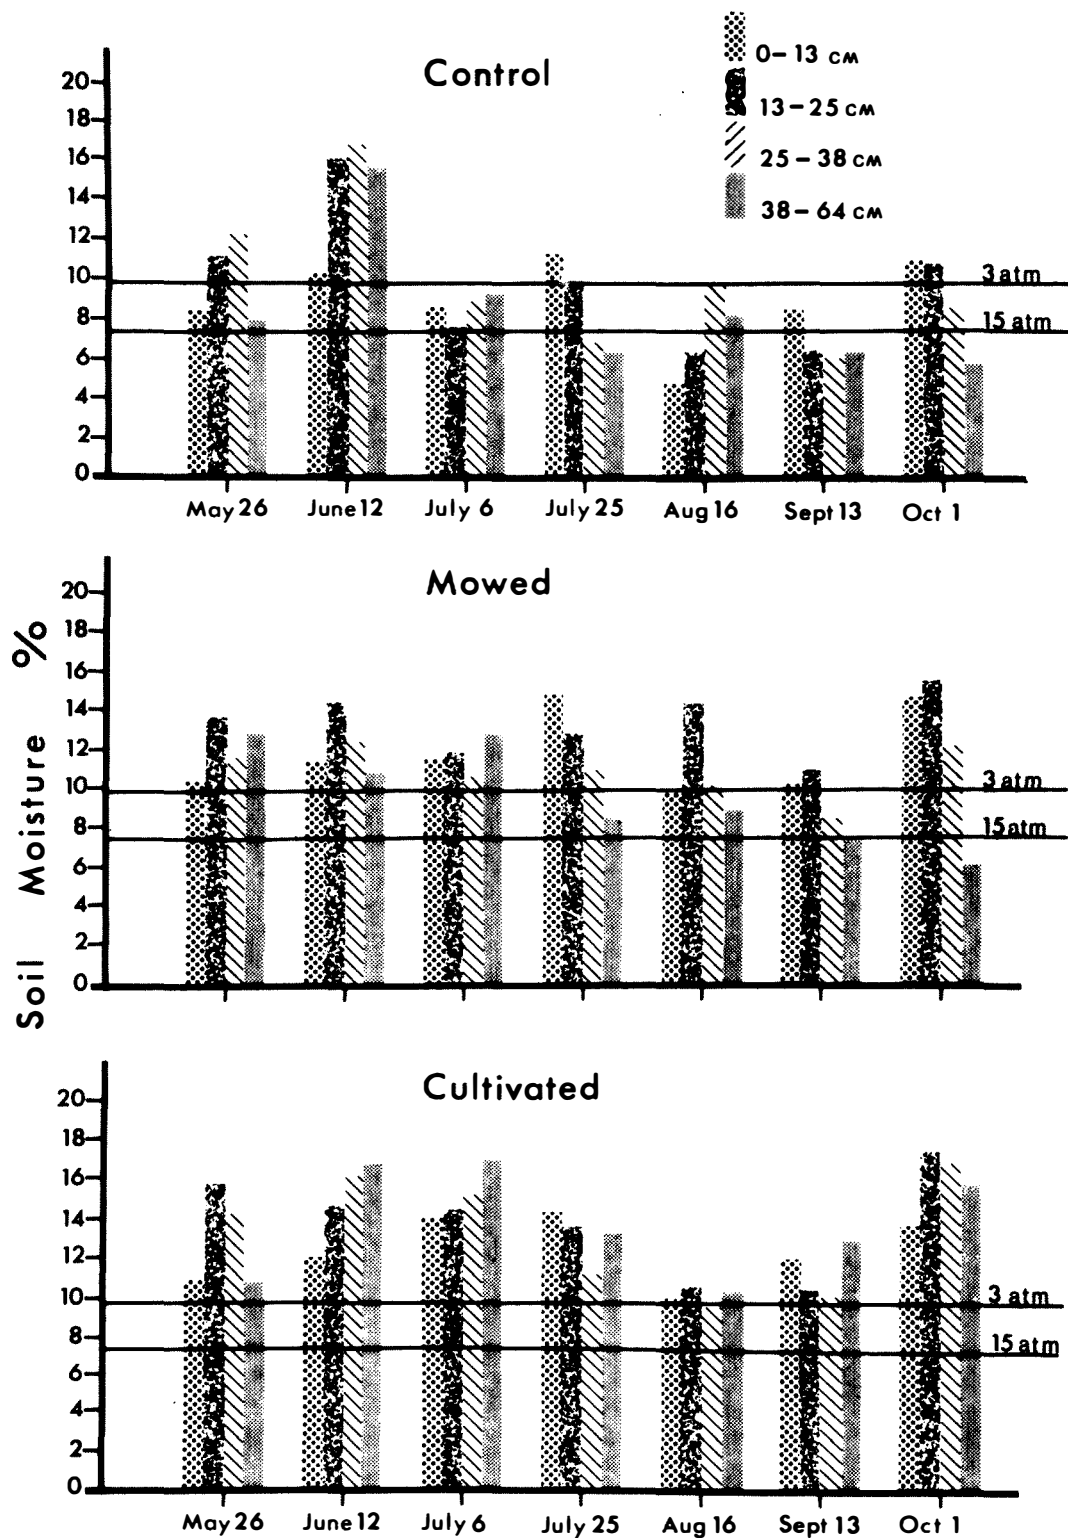 Control
0-13 CM
13-25 CM
25-38 CM
38-64 CM
20
18
16
14
12
10
8
6
4
2
0
3 atm
15 atm
May 26 June 12 July 6 July 25 Aug 16 Sept 13 Oct 1
Soil Moisture %
Mowed
20
18
16
14
12
10
8
6
4
2
0
3 atm
15 atm
Cultivated
20
18
16
14
12
10
8
6
4
2
0
3 atm
15 atm
May 26 June 12 July 6 July 25 Aug 16 Sept 13 Oct 1